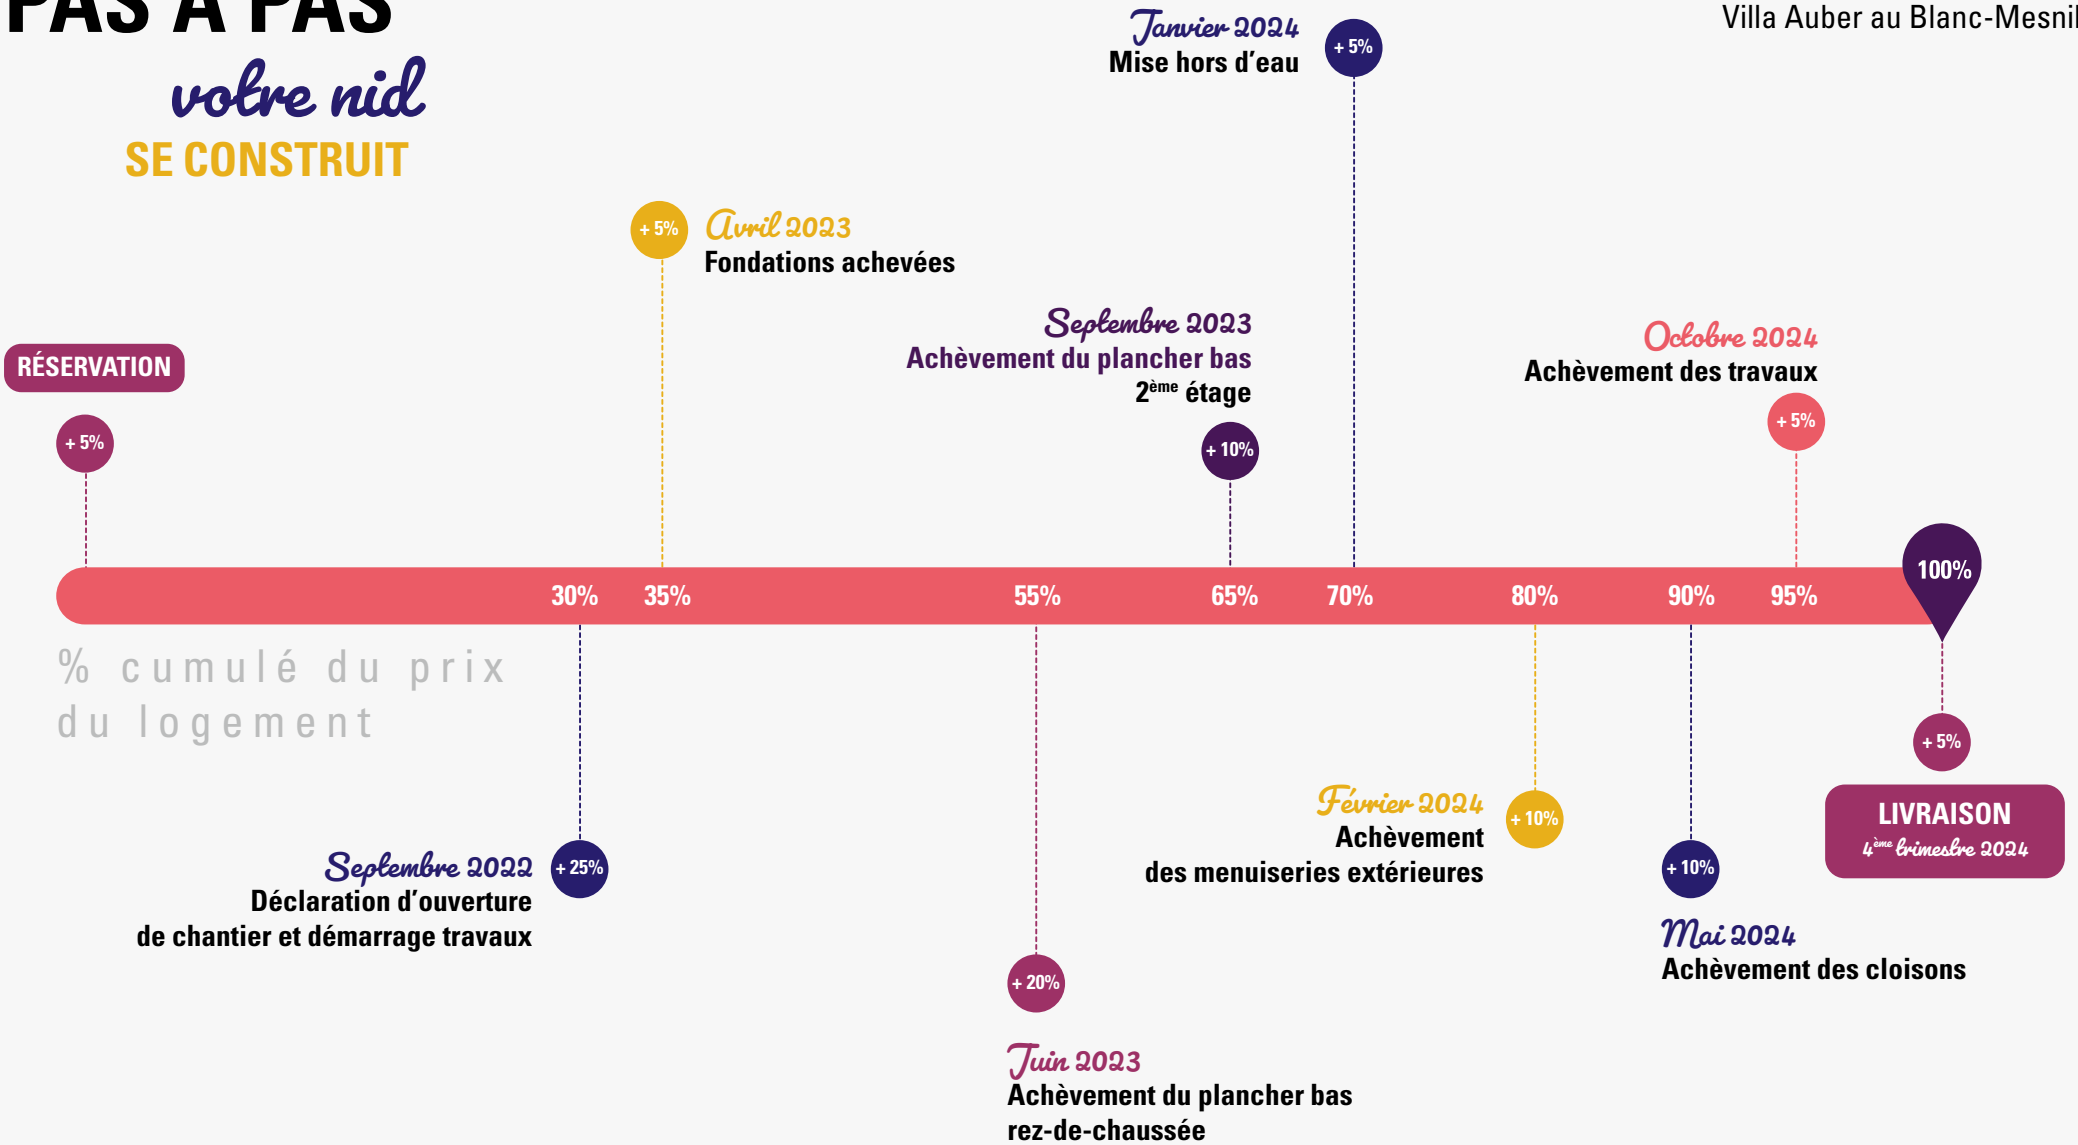 PAS À PAS
votre nid
SE CONSTRUIT
Villa Auber au Blanc-Mesnil
Janvier 2024
Mise hors d'eau
+ 5%
+ 5%
Avril 2023
Fondations achevées
Septembre 2023
Achèvement du plancher bas
2ème étage
+ 10%
Octobre 2024
Achèvement des travaux
+ 5%
RÉSERVATION
+ 5%
30% 35% 55% 65% 70% 80% 90% 95% 100%
% cumulé du prix
du logement
Septembre 2022
Déclaration d'ouverture
de chantier et démarrage travaux
+ 25%
+ 20%
Juin 2023
Achèvement du plancher bas
rez-de-chaussée
Février 2024
Achèvement
des menuiseries extérieures
+ 10%
+ 10%
Mai 2024
Achèvement des cloisons
+ 5%
LIVRAISON
4ème trimestre 2024